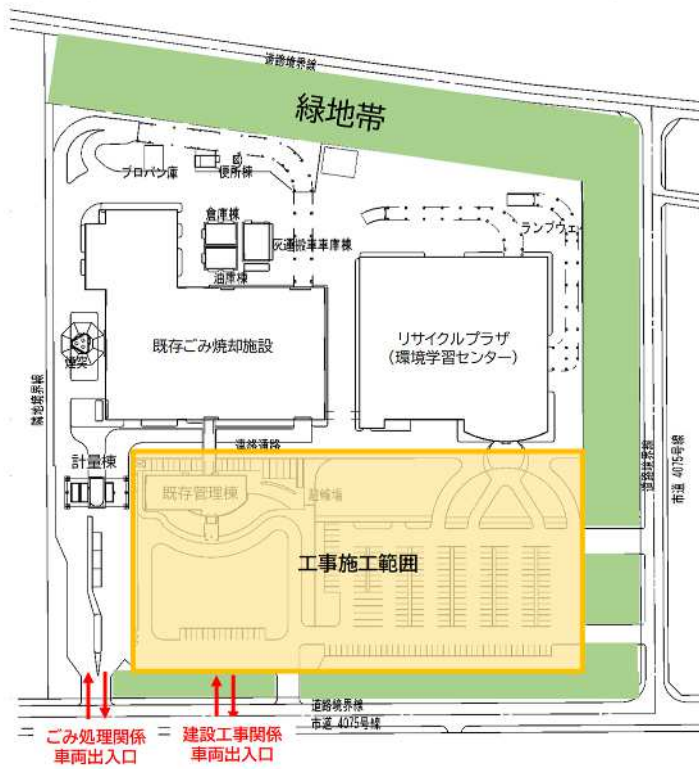 道路境界線
緑地帯
プロパン庫
便所棟
倉庫棟
灰運搬車車庫棟
油庫棟
ランプウェイ
既存ごみ焼却施設
リサイクルプラザ
(環境学習センター)
煙突
隣地境界線
連絡通路
計量棟
既存管理棟
駐輪場
工事施工範囲
道路境界線
市道 4075号線
道路境界線
市道 4075号線
ごみ処理関係
車両出入口
建設工事関係
車両出入口